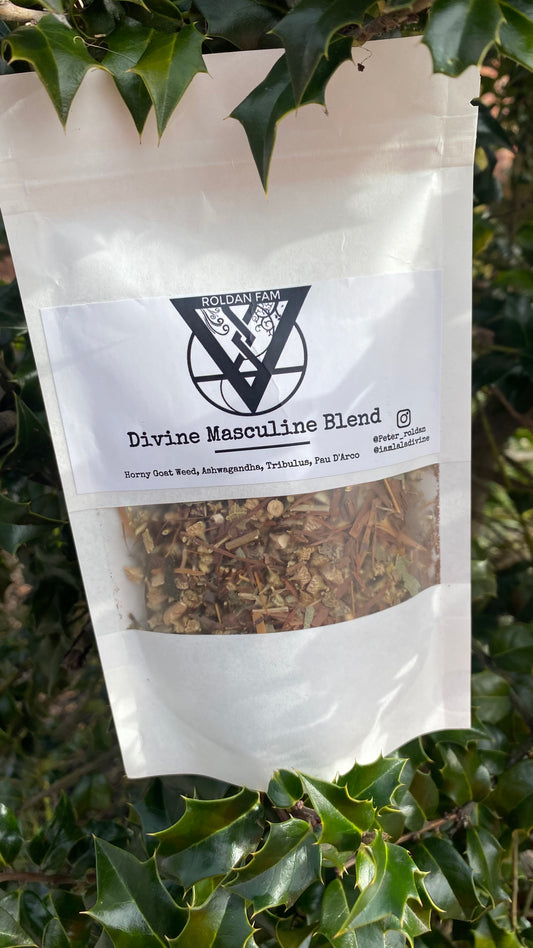 ROLDAN FAM
Divine Masculine Blend
Horny Goat Weed, Ashwagandha, Tribulus, Pau D'Arco
@Peter_roldan
@iamlaladivine